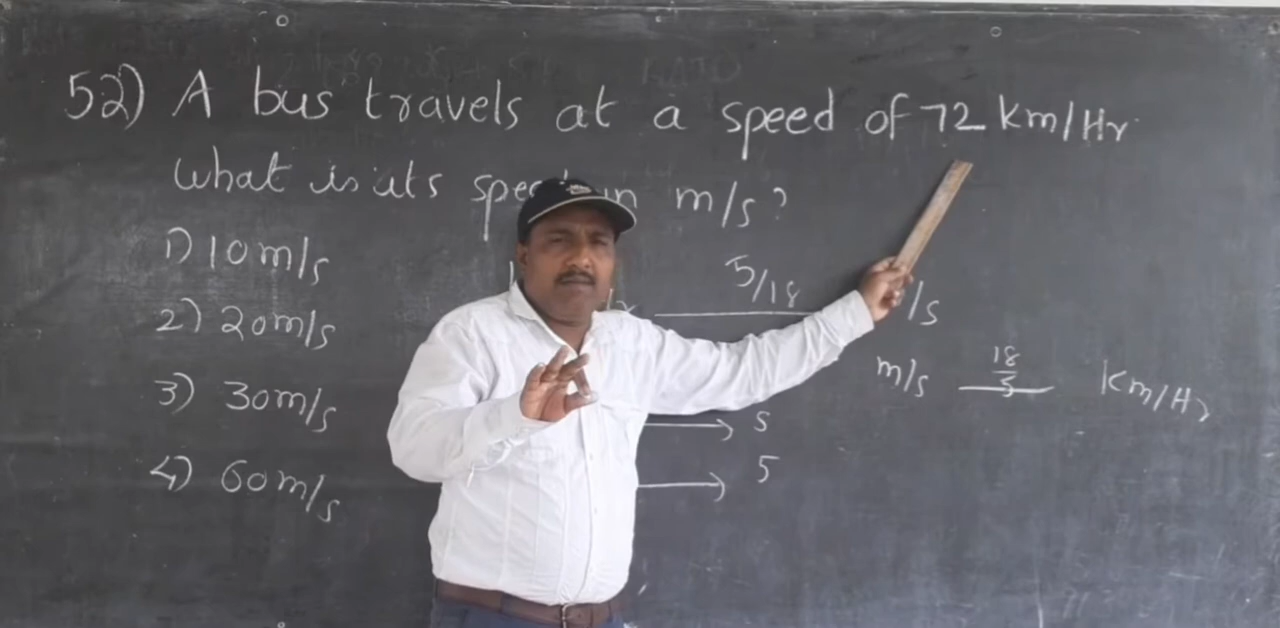 52) A bus travels at a speed of 72 km/Hr
What is its speed in m/s?
1) 10 m/s
2) 20 m/s
3) 30 m/s
4) 60 m/s
5/18
/s
m/s 18/5 Km/Hr
5
5